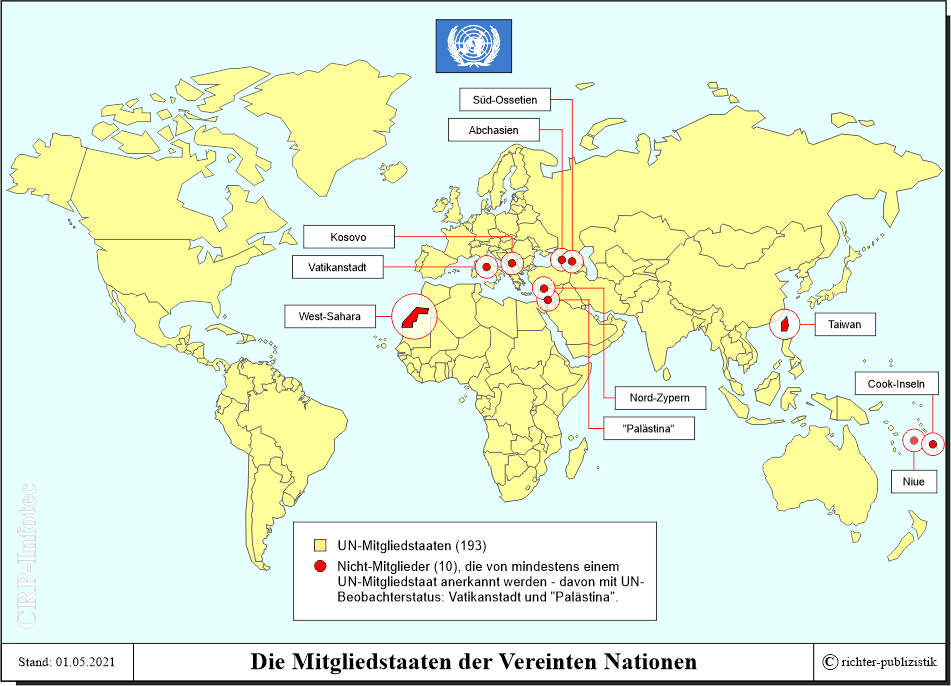 Süd-Ossetien
Abchasien
Kosovo
Vatikanstadt
West-Sahara
Taiwan
Cook-Inseln
Nord-Zypern
"Palästina"
Niue
CRP-Infotec
UN-Mitgliedstaaten (193)
Nicht-Mitglieder (10), die von mindestens einem
UN-Mitgliedstaat anerkannt werden - davon mit UN-
Beobachterstatus: Vatikanstadt und "Palästina".
Stand: 01.05.2021
Die Mitgliedstaaten der Vereinten Nationen
© richter-publizistik